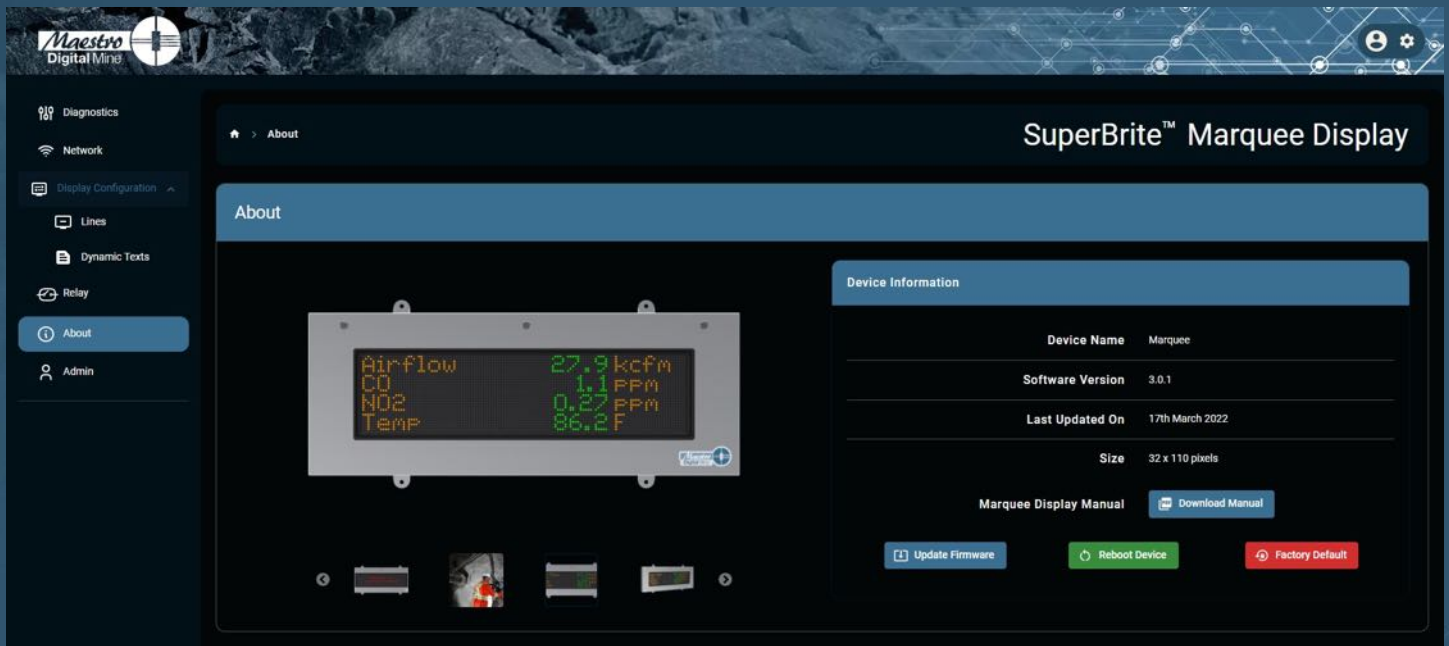 Maestro
Digital Mine
Diagnostics
Network
Display Configuration
Lines
Dynamic Texts
Relay
About
Admin
> About
SuperBrite™ Marquee Display
About
Airflow 27.9 kcfm
CO 1.1 PPM
NO2 0.27 PPM
Temp 86.2 F
Maestro
Device Information
Device Name Marquee
Software Version 3.0.1
Last Updated On 17th March 2022
Size 32 x 110 pixels
Marquee Display Manual Download Manual
Update Firmware Reboot Device Factory Default